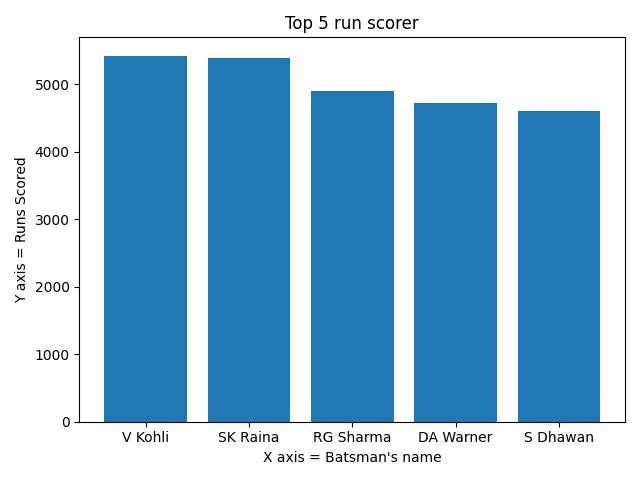 Top 5 run scorer
Y axis = Runs Scored
5000
4000
3000
2000
1000
0
V Kohli SK Raina RG Sharma DA Warner S Dhawan
X axis = Batsman's name